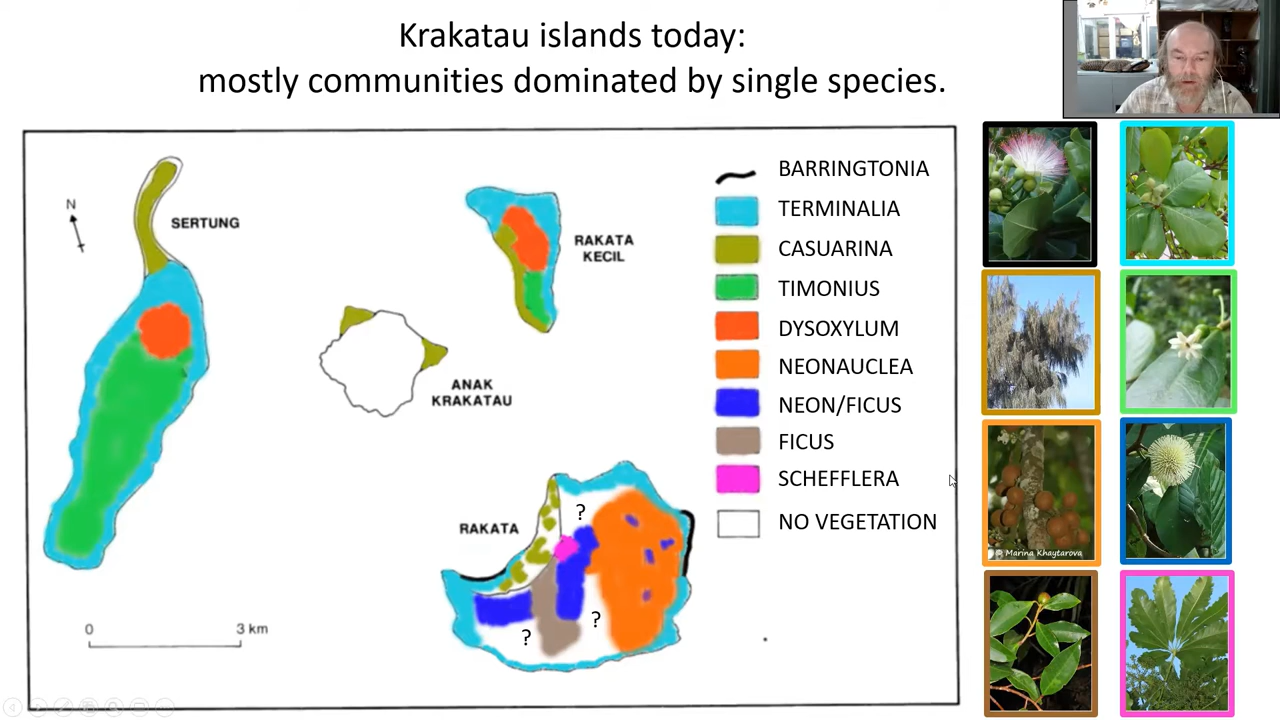 Krakatau islands today:
mostly communities dominated by single species.
N
SERTUNG
RAKATA
KECIL
ANAK
KRAKATAU
RAKATA
?
?
?
0 3 km
BARRINGTONIA
TERMINALIA
CASUARINA
TIMONIUS
DYSOXYLUM
NEONAUCLEA
NEON/FICUS
FICUS
SCHEFFLERA
NO VEGETATION
© Marina Khaytarova